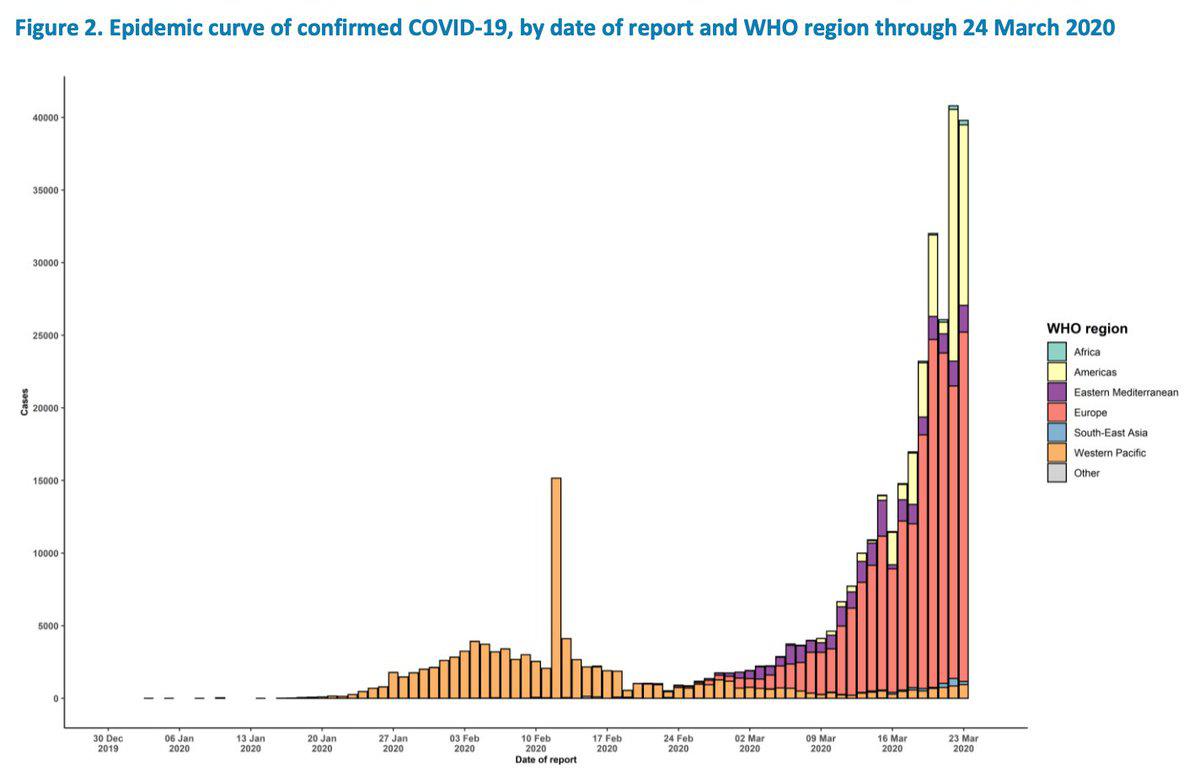 Figure 2. Epidemic curve of confirmed COVID-19, by date of report and WHO region through 24 March 2020
40000
35000
30000
25000
20000
15000
10000
5000
0
Cases
30 Dec 2019
06 Jan 2020
13 Jan 2020
20 Jan 2020
27 Jan 2020
03 Feb 2020
10 Feb 2020
17 Feb 2020
24 Feb 2020
02 Mar 2020
09 Mar 2020
16 Mar 2020
23 Mar 2020
Date of report
WHO region
Africa
Americas
Eastern Mediterranean
Europe
South-East Asia
Western Pacific
Other